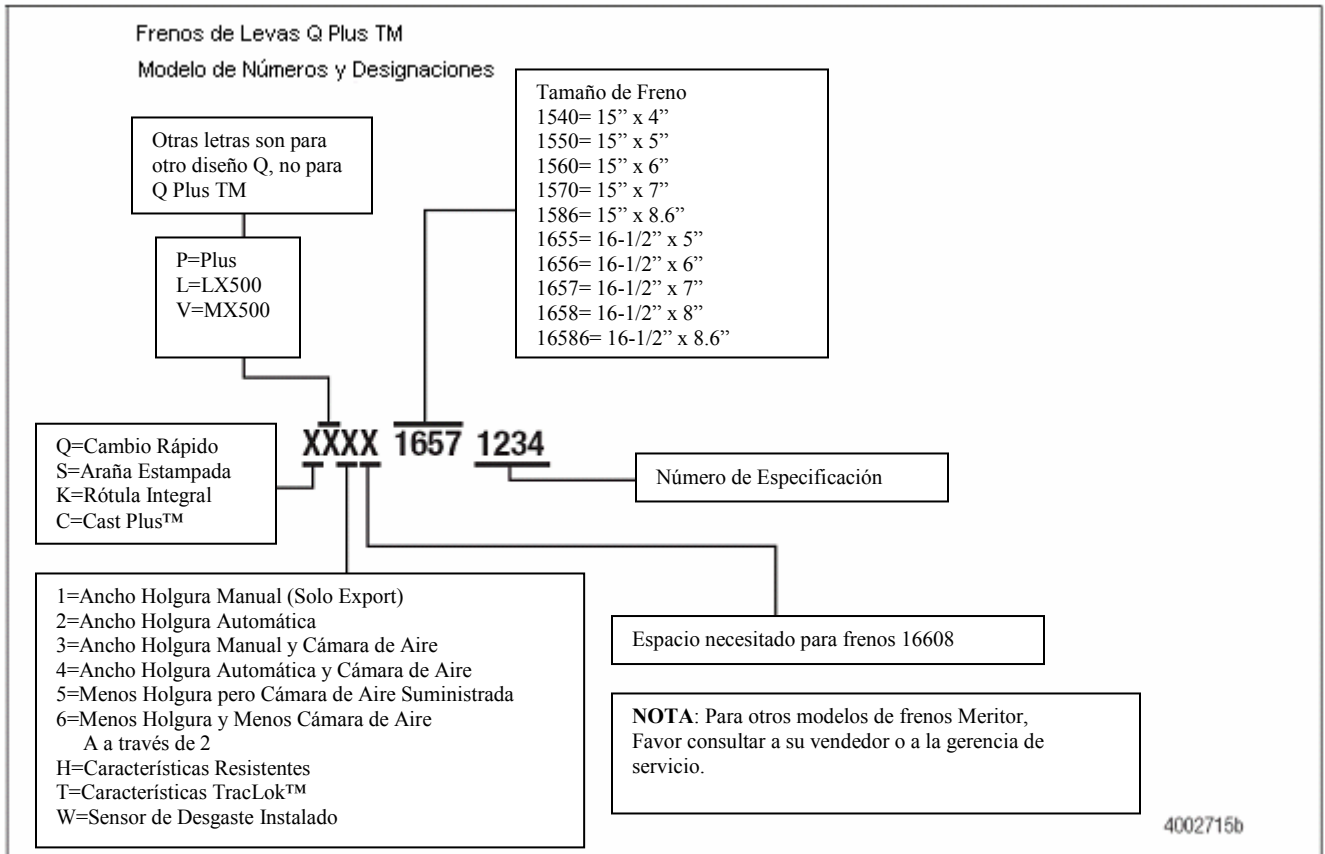 Frenos de Levas Q Plus TM
Modelo de Números y Designaciones
Otras letras son para
otro diseño Q, no para
Q Plus TM
P=Plus
L=LX500
V=MX500
Tamaño de Freno
1540= 15” x 4”
1550= 15” x 5”
1560= 15” x 6”
1570= 15” x 7”
1586= 15” x 8.6”
1655= 16-1/2” x 5”
1656= 16-1/2” x 6”
1657= 16-1/2” x 7”
1658= 16-1/2” x 8”
16586= 16-1/2” x 8.6”
XXXX 1657 1234
Q=Cambio Rápido
S=Araña Estampada
K=Rótula Integral
C=Cast Plus™
Número de Especificación
1=Ancho Holgura Manual (Solo Export)
2=Ancho Holgura Automática
3=Ancho Holgura Manual y Cámara de Aire
4=Ancho Holgura Automática y Cámara de Aire
5=Menos Holgura pero Cámara de Aire Suministrada
6=Menos Holgura y Menos Cámara de Aire
A a través de 2
H=Características Resistentes
T=Características TracLok™
W=Sensor de Desgaste Instalado
Espacio necesitado para frenos 16608
NOTA: Para otros modelos de frenos Meritor,
Favor consultar a su vendedor o a la gerencia de
servicio.
4002715b